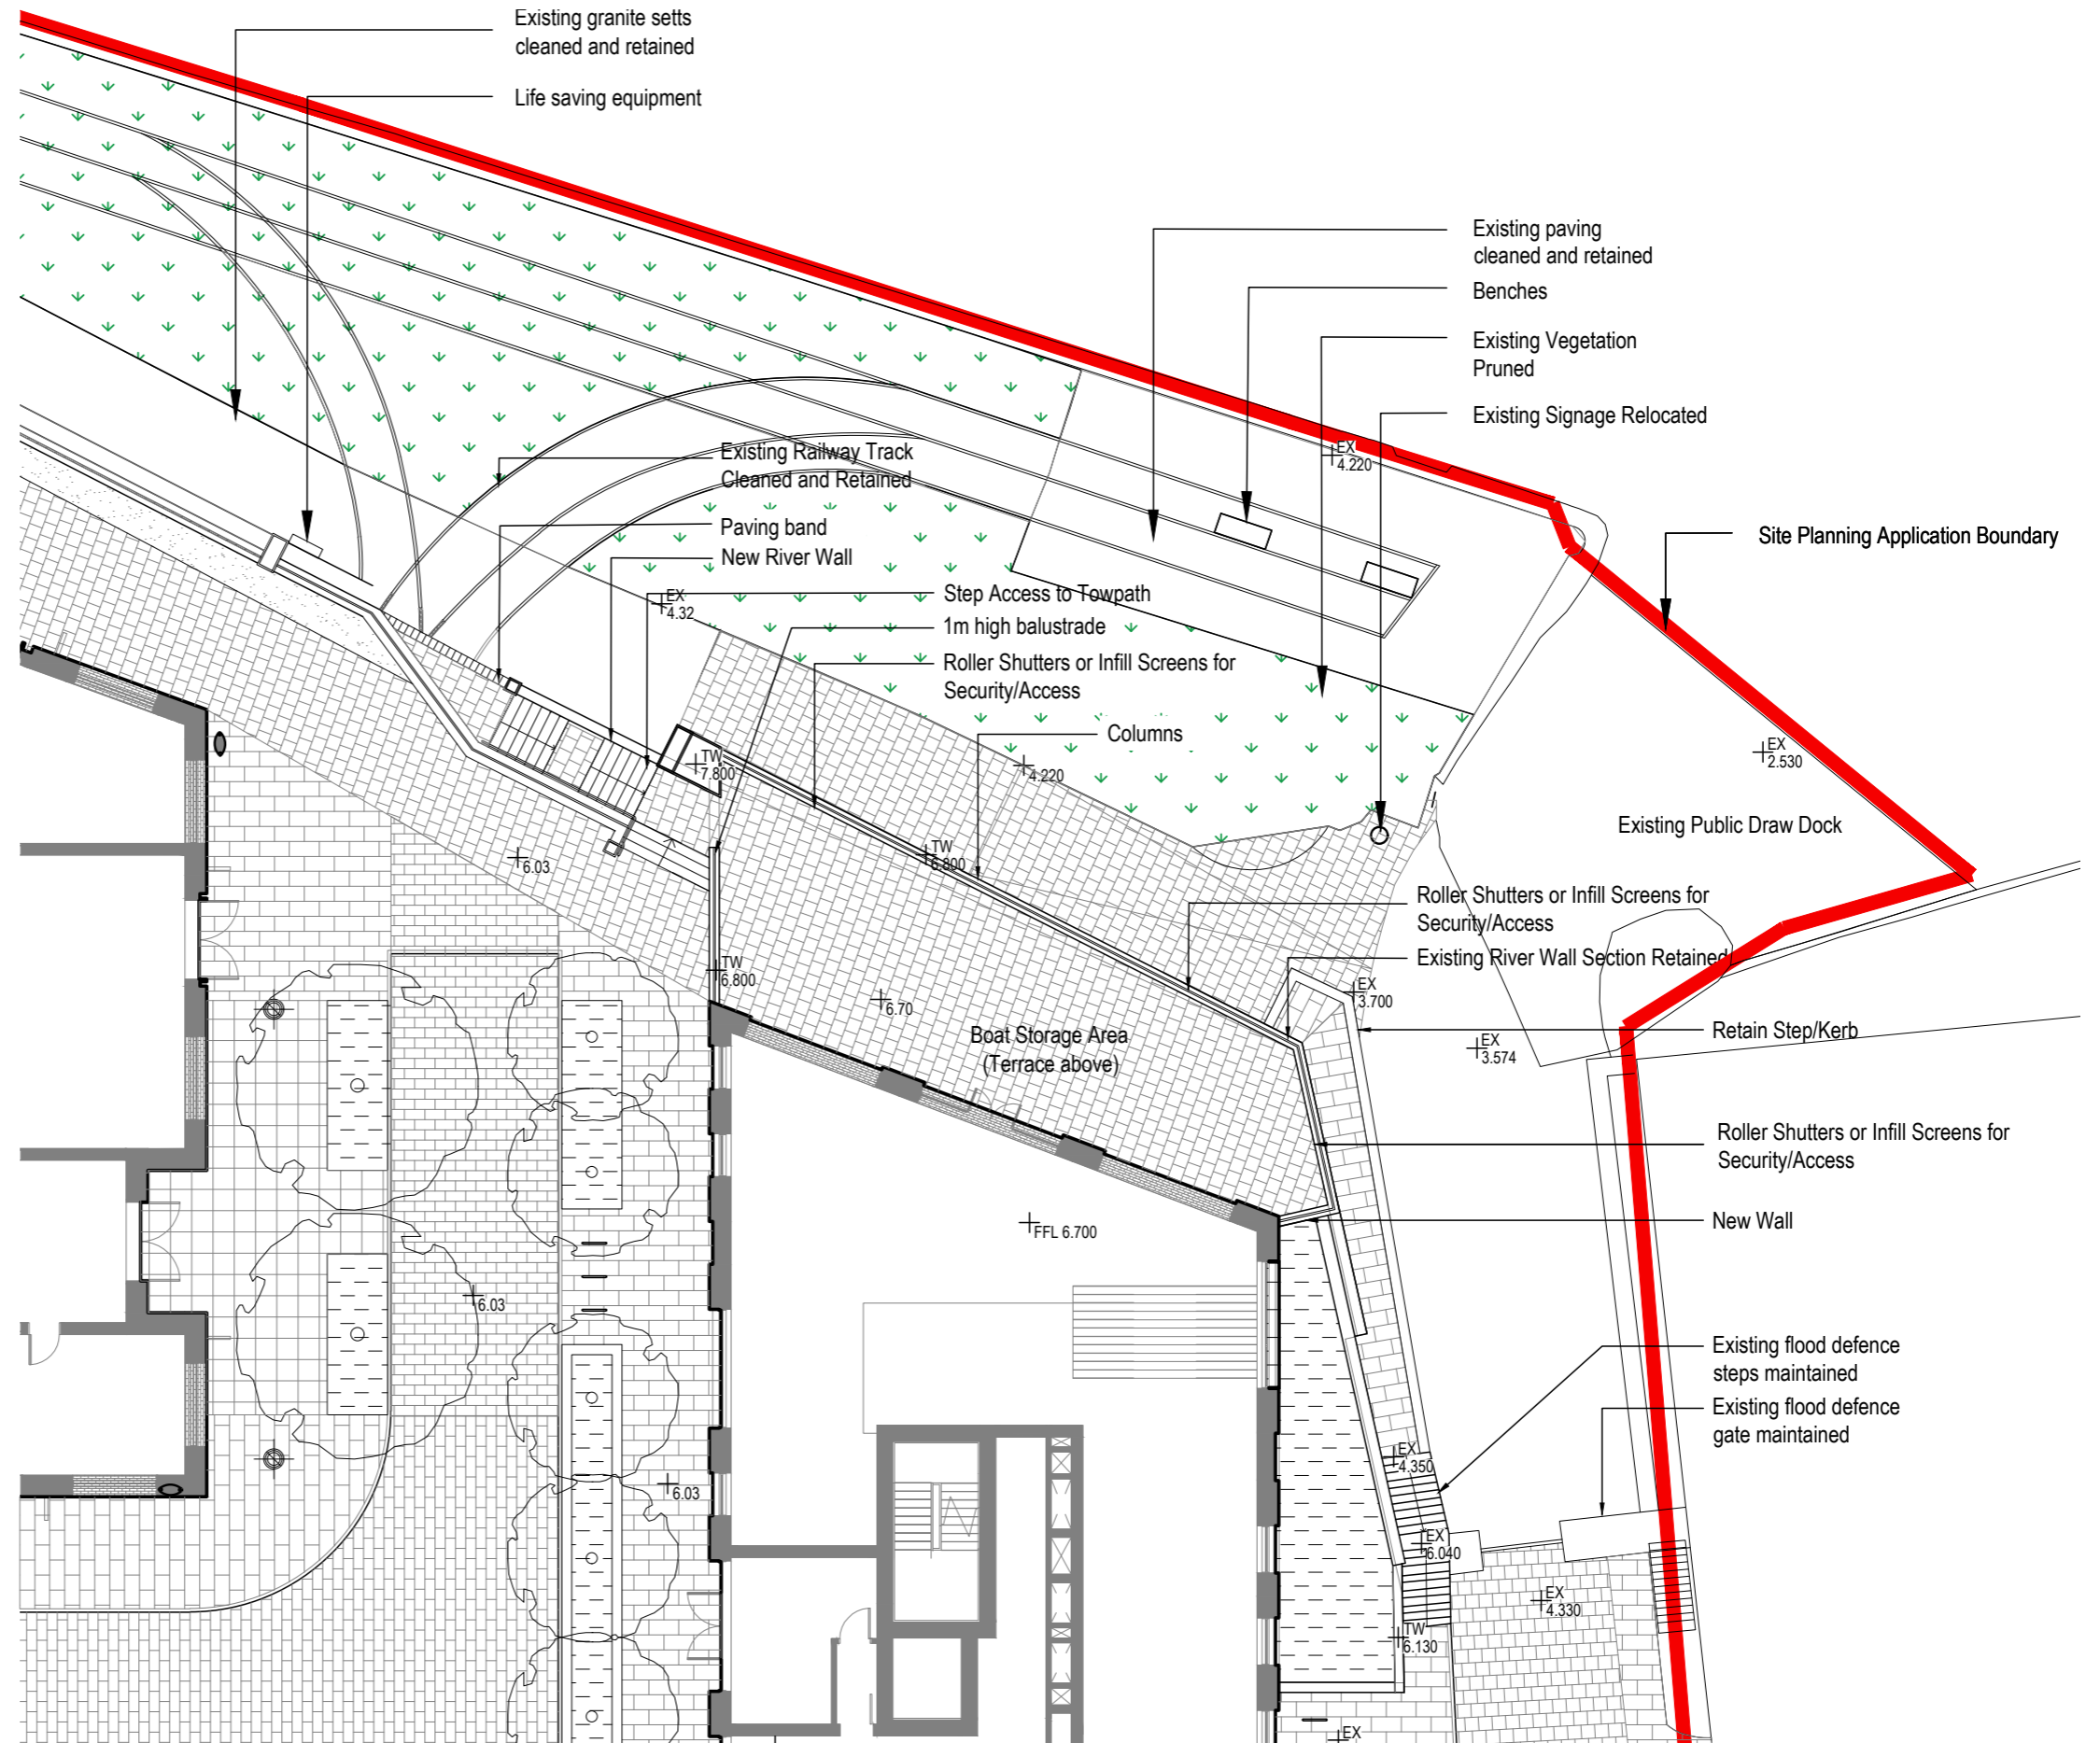 Existing granite setts
cleaned and retained
Life saving equipment
Existing paving
cleaned and retained
Benches
Existing Vegetation
Pruned
Existing Signage Relocated
EX
4.220
Existing Railway Track
Cleaned and Retained
Paving band
New River Wall
Site Planning Application Boundary
EX
4.32
Step Access to Towpath
1m high balustrade
Roller Shutters or Infill Screens for
Security/Access
Columns
TW
7.800
4.220
EX
2.530
Existing Public Draw Dock
6.03
TW
6.800
Roller Shutters or Infill Screens for
Security/Access
Existing River Wall Section Retained
TW
6.800
6.70
EX
3.700
Boat Storage Area
(Terrace above)
EX
3.574
Retain Step/Kerb
Roller Shutters or Infill Screens for
Security/Access
FFL 6.700
New Wall
6.03
Existing flood defence
steps maintained
Existing flood defence
gate maintained
EX
4.350
6.03
EX
6.040
EX
4.330
TW
6.130
EX